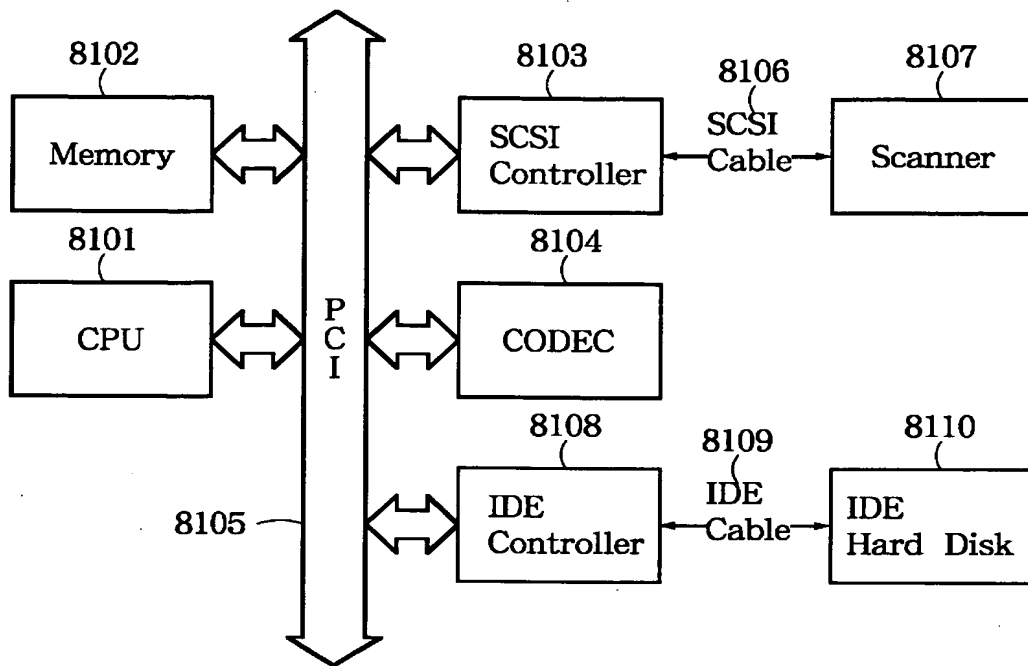 8102
Memory
8103
SCSI
Controller
8106
SCSI
Cable
8107
Scanner
8101
CPU
P
C
I
8104
CODEC
8105
8108
IDE
Controller
8109
IDE
Cable
8110
IDE
Hard Disk